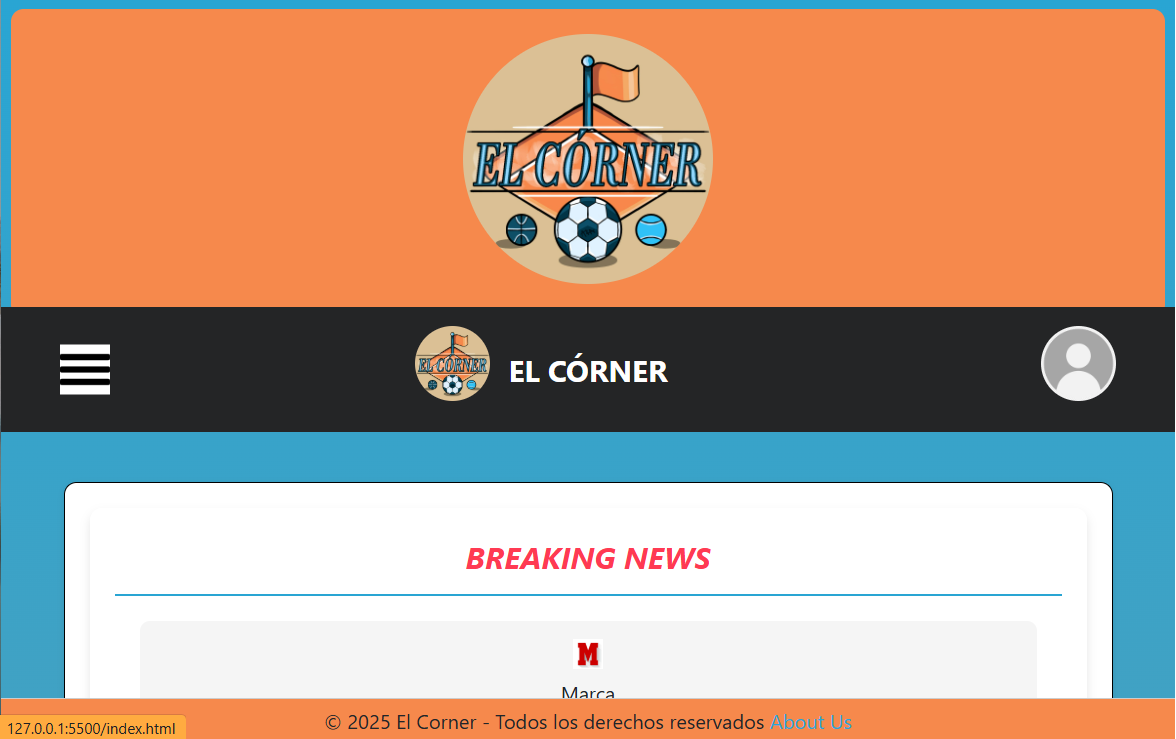 EL CÓRNER
EL CÓRNER
EL CÓRNER
BREAKING NEWS
M
Marca
© 2025 El Corner - Todos los derechos reservados About Us
127.0.0.1:5500/index.html